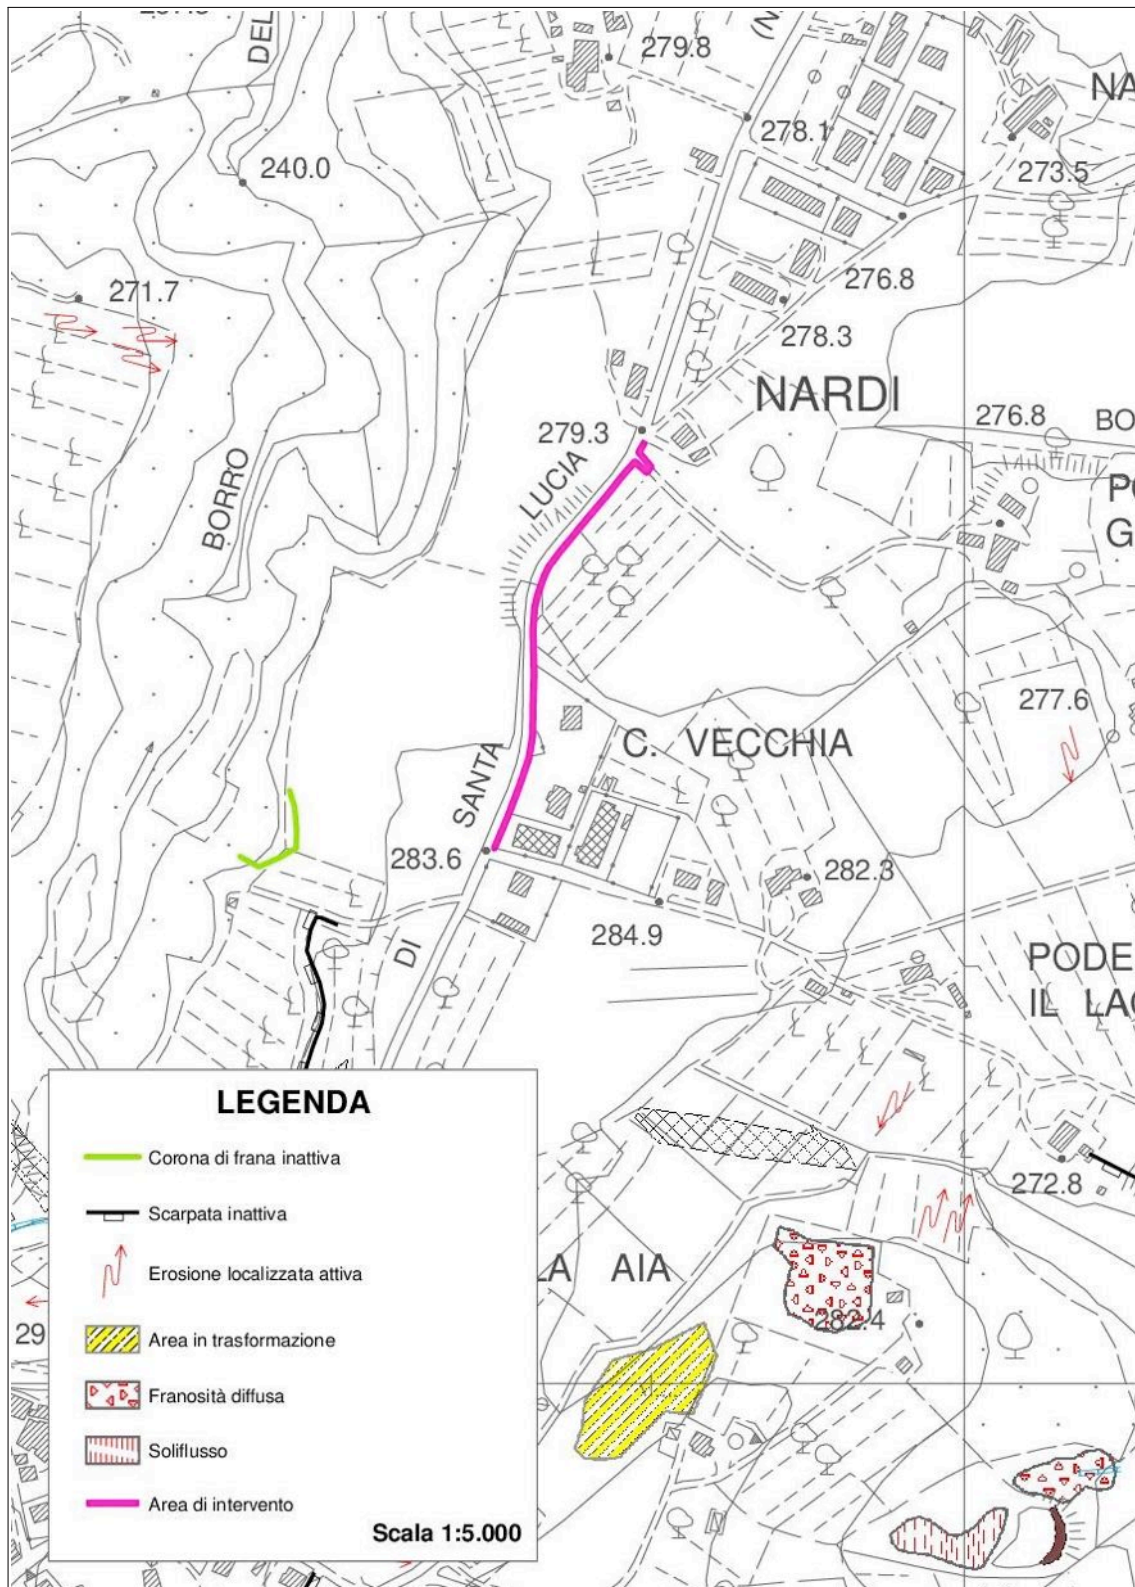 DEL
279.8
NA
278.1
240.0
273.5
271.7
276.8
278.3
NARDI
279.3
276.8
BO
LUCIA
BORRO
277.6
C. VECCHIA
SANTA
283.6
282.3
284.9
DI
PODE
IL LAG
272.8
LA AIA
282.4
29
LEGENDA
Corona di frana inattiva
Scarpata inattiva
Erosione localizzata attiva
Area in trasformazione
Franosità diffusa
Soliflusso
Area di intervento
Scala 1:5.000